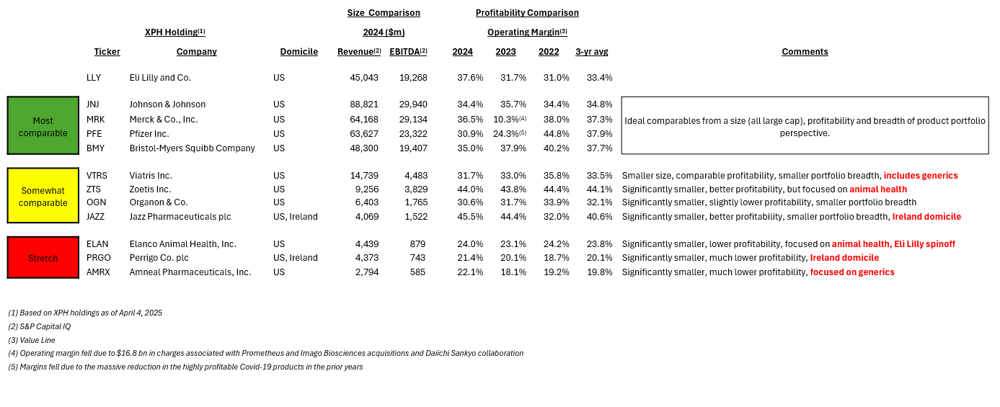 Size Comparison Profitability Comparison
XPH Holding(1) 2024 ($m) Operating Margin(3)
Ticker Company Domicile Revenue(2) EBITDA(2) 2024 2023 2022 3-yr avg Comments
LLY Eli Lilly and Co. US 45,043 19,268 37.6% 31.7% 31.0% 33.4%
Most comparable
JNJ Johnson & Johnson US 88,821 29,940 34.4% 35.7% 34.4% 34.8%
MRK Merck & Co., Inc. US 64,168 29,134 36.5% 10.3%(4) 38.0% 37.3%
PFE Pfizer Inc. US 63,627 23,322 30.9% 24.3%(5) 44.8% 37.9%
BMY Bristol-Myers Squibb Company US 48,300 19,407 35.0% 37.9% 40.2% 37.7%
Ideal comparables from a size (all large cap), profitability and breadth of product portfolio
perspective.
Somewhat comparable
VTRS Viatris Inc. US 14,739 4,483 31.7% 33.0% 35.8% 33.5% Smaller size, comparable profitability, smaller portfolio breadth, includes generics
ZTS Zoetis Inc. US 9,256 3,829 44.0% 43.8% 44.4% 44.1% Significantly smaller, better profitability, but focused on animal health
OGN Organon & Co. US 6,403 1,765 30.6% 31.7% 33.9% 32.1% Significantly smaller, slightly lower profitability, smaller portfolio breadth
JAZZ Jazz Pharmaceuticals plc US, Ireland 4,069 1,522 45.5% 44.4% 32.0% 40.6% Significantly smaller, better profitability, smaller portfolio breadth, Ireland domicile
Stretch
ELAN Elanco Animal Health, Inc. US 4,439 879 24.0% 23.1% 24.2% 23.8% Significantly smaller, lower profitability, focused on animal health, Eli Lilly spinoff
PRGO Perrigo Co. plc US, Ireland 4,373 743 21.4% 20.1% 18.7% 20.1% Significantly smaller, much lower profitability, Ireland domicile
AMRX Amneal Pharmaceuticals, Inc. US 2,794 585 22.1% 18.1% 19.2% 19.8% Significantly smaller, much lower profitability, focused on generics
(1) Based on XPH holdings as of April 4, 2025
(2) S&P Capital IQ
(3) Value Line
(4) Operating margin fell due to $16.8 bn in charges associated with Prometheus and Imago Biosciences acquisitions and Daiichi Sankyo collaboration
(5) Margins fell due to the massive reduction in the highly profitable Covid-19 products in the prior years